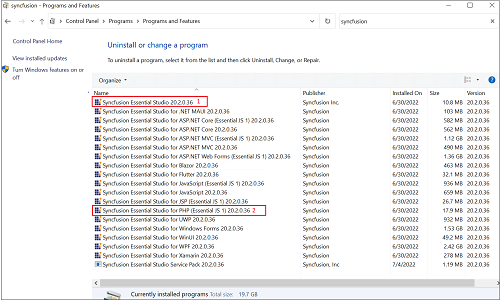 Programs and Features
Control Panel > Programs > Programs and Features
syncfusion
Control Panel Home
View installed updates
Turn Windows features on or off
Uninstall or change a program
To uninstall a program, select it from the list and then click Uninstall, Change, or Repair.
Organize
Name Publisher Installed On Size Version
Syncfusion Essential Studio 20.2.0.36 1 Syncfusion Inc. 6/30/2022 10.8 MB 20.2.0.36
Syncfusion Essential Studio for .NET MAUI 20.2.0.36 Syncfusion, Inc. 6/30/2022 103 MB 20.2.0.36
Syncfusion Essential Studio for ASP.NET Core (Essential JS 1) 20.2.0.36 Syncfusion, Inc. 6/30/2022 582 MB 20.2.0.36
Syncfusion Essential Studio for ASP.NET Core 20.2.0.36 Syncfusion, Inc. 6/30/2022 562 MB 20.2.0.36
Syncfusion Essential Studio for ASP.NET MVC (Essential JS 1) 20.2.0.36 Syncfusion, Inc. 6/30/2022 1.12 GB 20.2.0.36
Syncfusion Essential Studio for ASP.NET MVC 20.2.0.36 Syncfusion, Inc. 6/30/2022 490 MB 20.2.0.36
Syncfusion Essential Studio for ASP.NET Web Forms (Essential JS 1) 20.2.0.36 Syncfusion, Inc. 6/30/2022 1.36 GB 20.2.0.36
Syncfusion Essential Studio for Blazor 20.2.0.36 Syncfusion, Inc. 6/30/2022 463 MB 20.2.0.36
Syncfusion Essential Studio for Flutter 20.2.0.36 Syncfusion, Inc. 6/30/2022 32.1 MB 20.2.0.36
Syncfusion Essential Studio for JavaScript (Essential JS 1) 20.2.0.36 Syncfusion, Inc. 6/30/2022 936 MB 20.2.0.36
Syncfusion Essential Studio for JavaScript 20.2.0.36 Syncfusion, Inc. 6/30/2022 659 MB 20.2.0.36
Syncfusion Essential Studio for JSP (Essential JS 1) 20.2.0.36 Syncfusion, Inc. 6/30/2022 26.7 MB 20.2.0.36
Syncfusion Essential Studio for PHP (Essential JS 1) 20.2.0.36 2 Syncfusion, Inc. 6/30/2022 17.9 MB 20.2.0.36
Syncfusion Essential Studio for UWP 20.2.0.36 Syncfusion, Inc. 6/30/2022 932 MB 20.2.0.36
Syncfusion Essential Studio for Windows Forms 20.2.0.36 Syncfusion, Inc. 6/30/2022 1.53 GB 20.2.0.36
Syncfusion Essential Studio for WinUI 20.2.0.36 Syncfusion, Inc. 6/30/2022 49.2 MB 20.2.0.36
Syncfusion Essential Studio for WPF 20.2.0.36 Syncfusion, Inc. 6/30/2022 2.42 GB 20.2.0.36
Syncfusion Essential Studio for Xamarin 20.2.0.36 Syncfusion, Inc. 6/30/2022 278 MB 20.2.0.36
Syncfusion Essential Studio Service Pack 20.2.0.36 Syncfusion, Inc. 7/4/2022 1.19 MB 20.2.0.36
Currently installed programs Total size: 19.7 GB